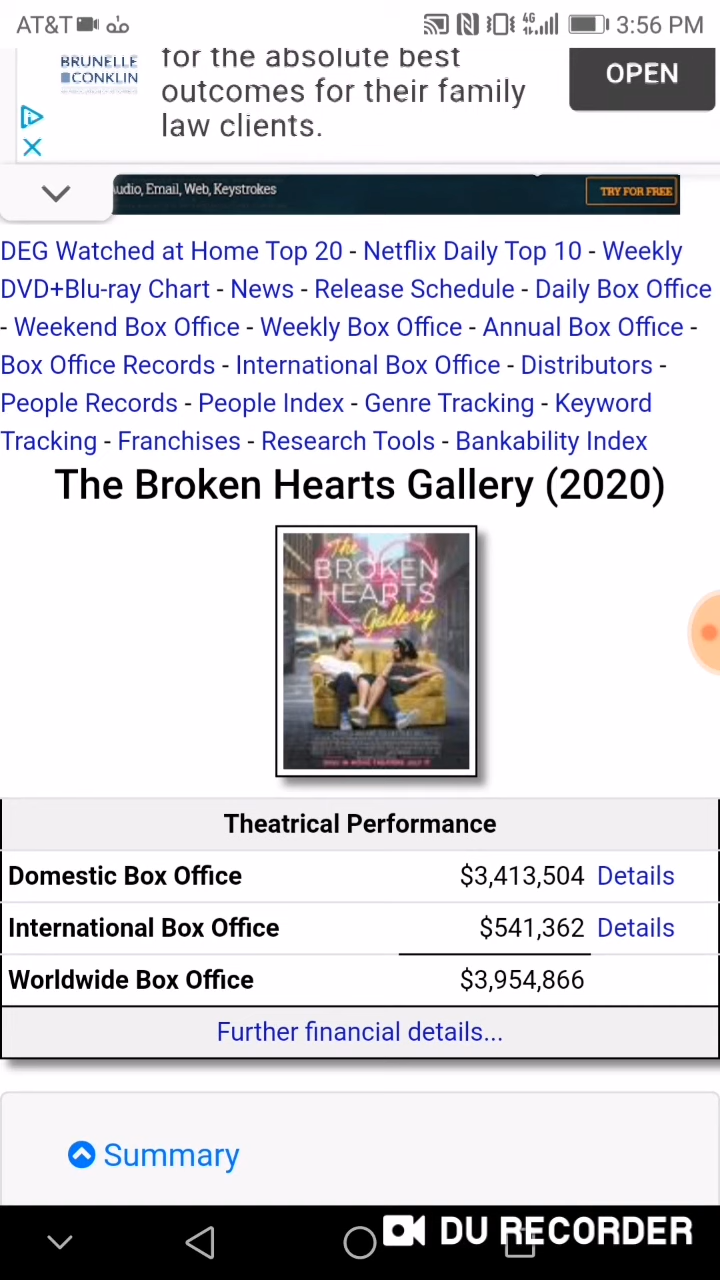 AT&T 4G 3:56 PM
BRUNELLE
CONKLIN
for the absolute best
outcomes for their family
law clients.
OPEN
udio, Email, Web, Keystrokes TRY FOR FREE
DEG Watched at Home Top 20 - Netflix Daily Top 10 - Weekly
DVD+Blu-ray Chart - News - Release Schedule - Daily Box Office
- Weekend Box Office - Weekly Box Office - Annual Box Office -
Box Office Records - International Box Office - Distributors -
People Records - People Index - Genre Tracking - Keyword
Tracking - Franchises - Research Tools - Bankability Index
The Broken Hearts Gallery (2020)
The
BROKEN
HEARTS
Gallery
Theatrical Performance
Domestic Box Office $3,413,504 Details
International Box Office $541,362 Details
Worldwide Box Office $3,954,866
Further financial details...
Summary
DU RECORDER